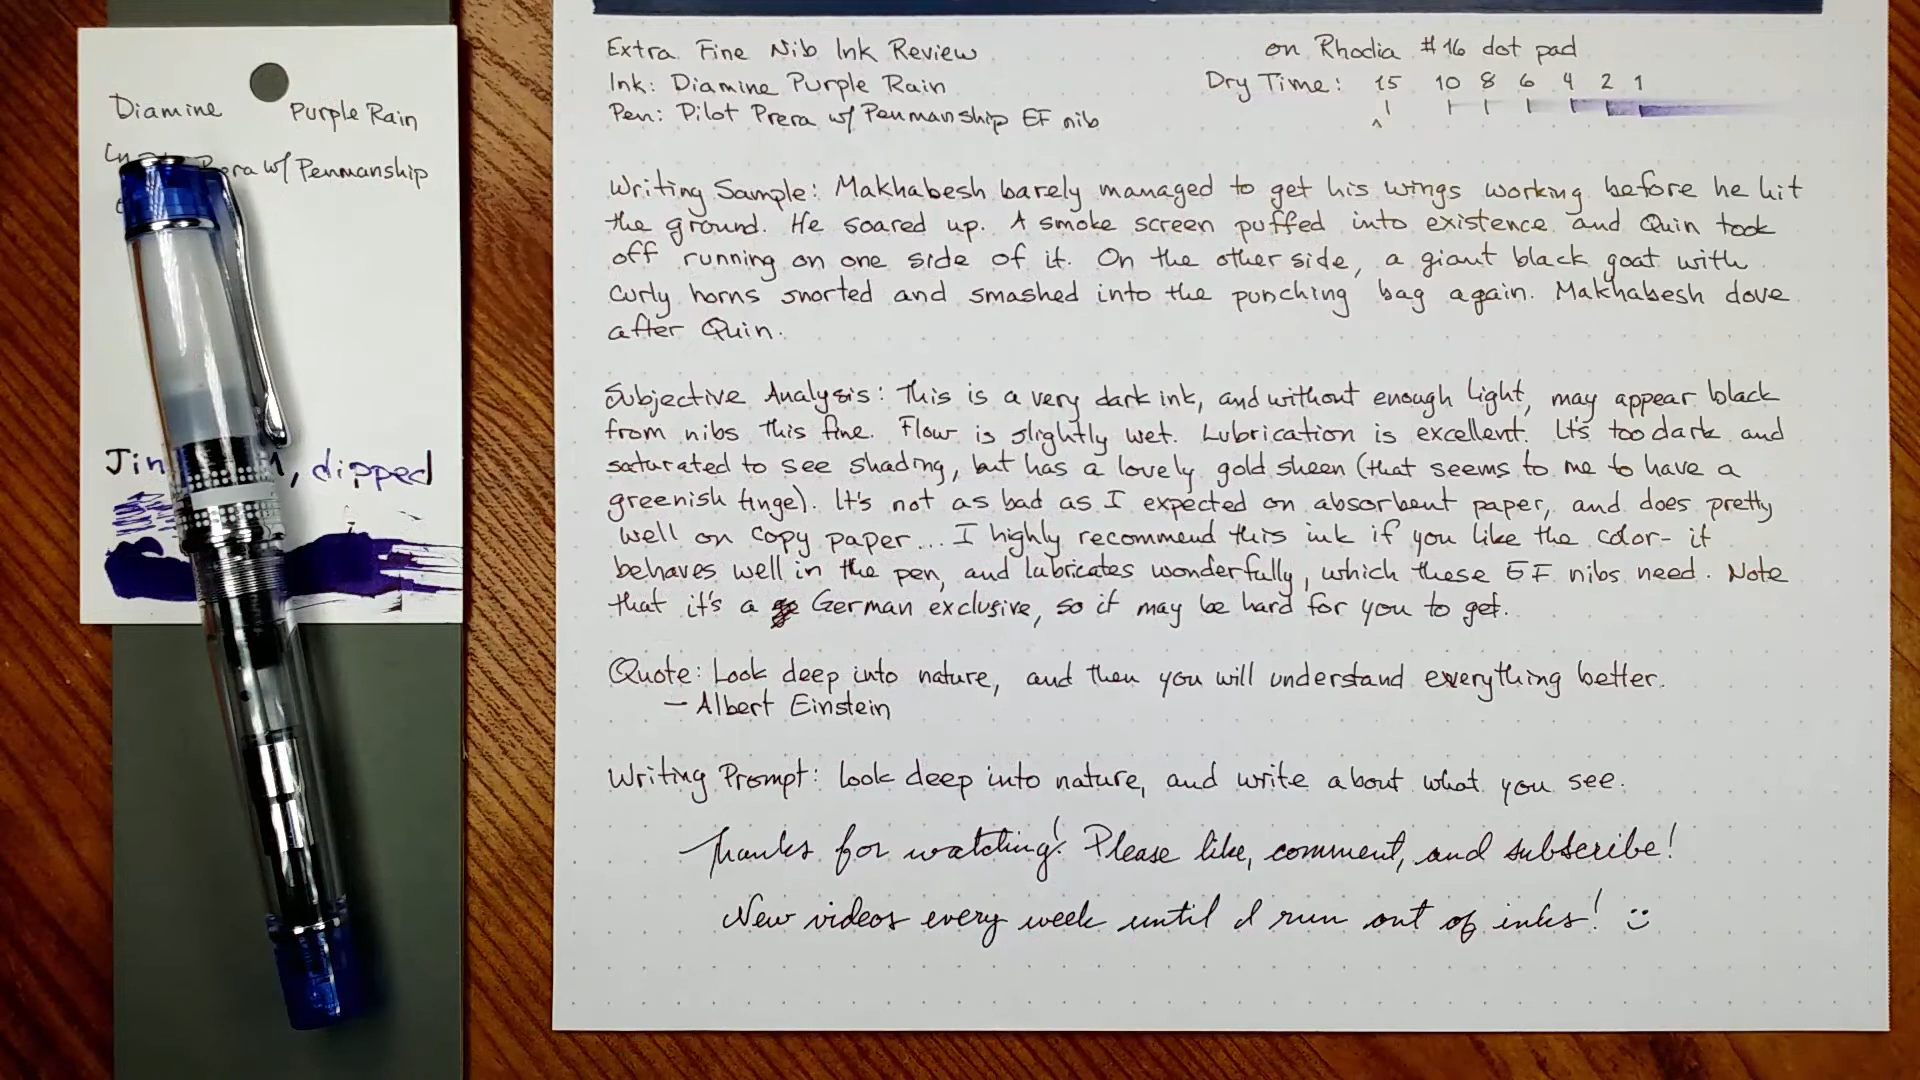 Diamine Purple Rain
Prera w/ Penmanship
dipped
Extra Fine Nib Ink Review
on Rhodia #16 dot pad
Ink: Diamine Purple Rain
Dry Time: 15 10 8 6 4 2 1
Pen: Pilot Prera w/ Penmanship EF nib
Writing Sample: Makhabesh barely managed to get his wings working before he hit
the ground. He soared up. A smoke screen puffed into existence and Quin took
off running on one side of it. On the other side, a giant black goat with
curly horns snorted and smashed into the punching bag again. Makhabesh dove
after Quin.
Subjective Analysis: This is a very dark ink, and without enough light, may appear black
from nibs this fine. Flow is slightly wet. Lubrication is excellent. It's too dark and
saturated to see shading, but has a lovely gold sheen (that seems to me to have a
greenish tinge). It's not as bad as I expected on absorbent paper, and does pretty
well on copy paper... I highly recommend this ink if you like the color- it
behaves well in the pen, and lubricates wonderfully, which these EF nibs need. Note
that it's a German exclusive, so it may be hard for you to get.
Quote: Look deep into nature, and then you will understand everything better.
— Albert Einstein
Writing Prompt: Look deep into nature, and write about what you see.
Thanks for watching! Please like, comment, and subscribe!
New videos every week until I run out of inks! :)